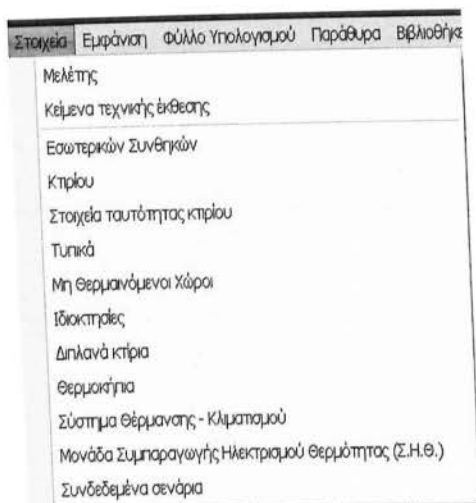 Στοιχεία Εμφάνιση Φύλλο Υπολογισμού Παράθυρα Βιβλιοθήκε
Μελέτης
Κείμενα τεχνικής έκθεσης
Εσωτερικών Συνθηκών
Κτιρίου
Στοιχεία ταυτότητας κτιρίου
Τυπικά
Μη Θερμαινόμενοι Χώροι
Ιδιοκτησίες
Διπλανά κτίρια
Θερμοκήπια
Σύστημα Θέρμανσης - Κλιματισμού
Μονάδα Συμπαραγωγής Ηλεκτρισμού Θερμότητας (Σ.Η.Θ.)
Συνδεδεμένα σενάρια